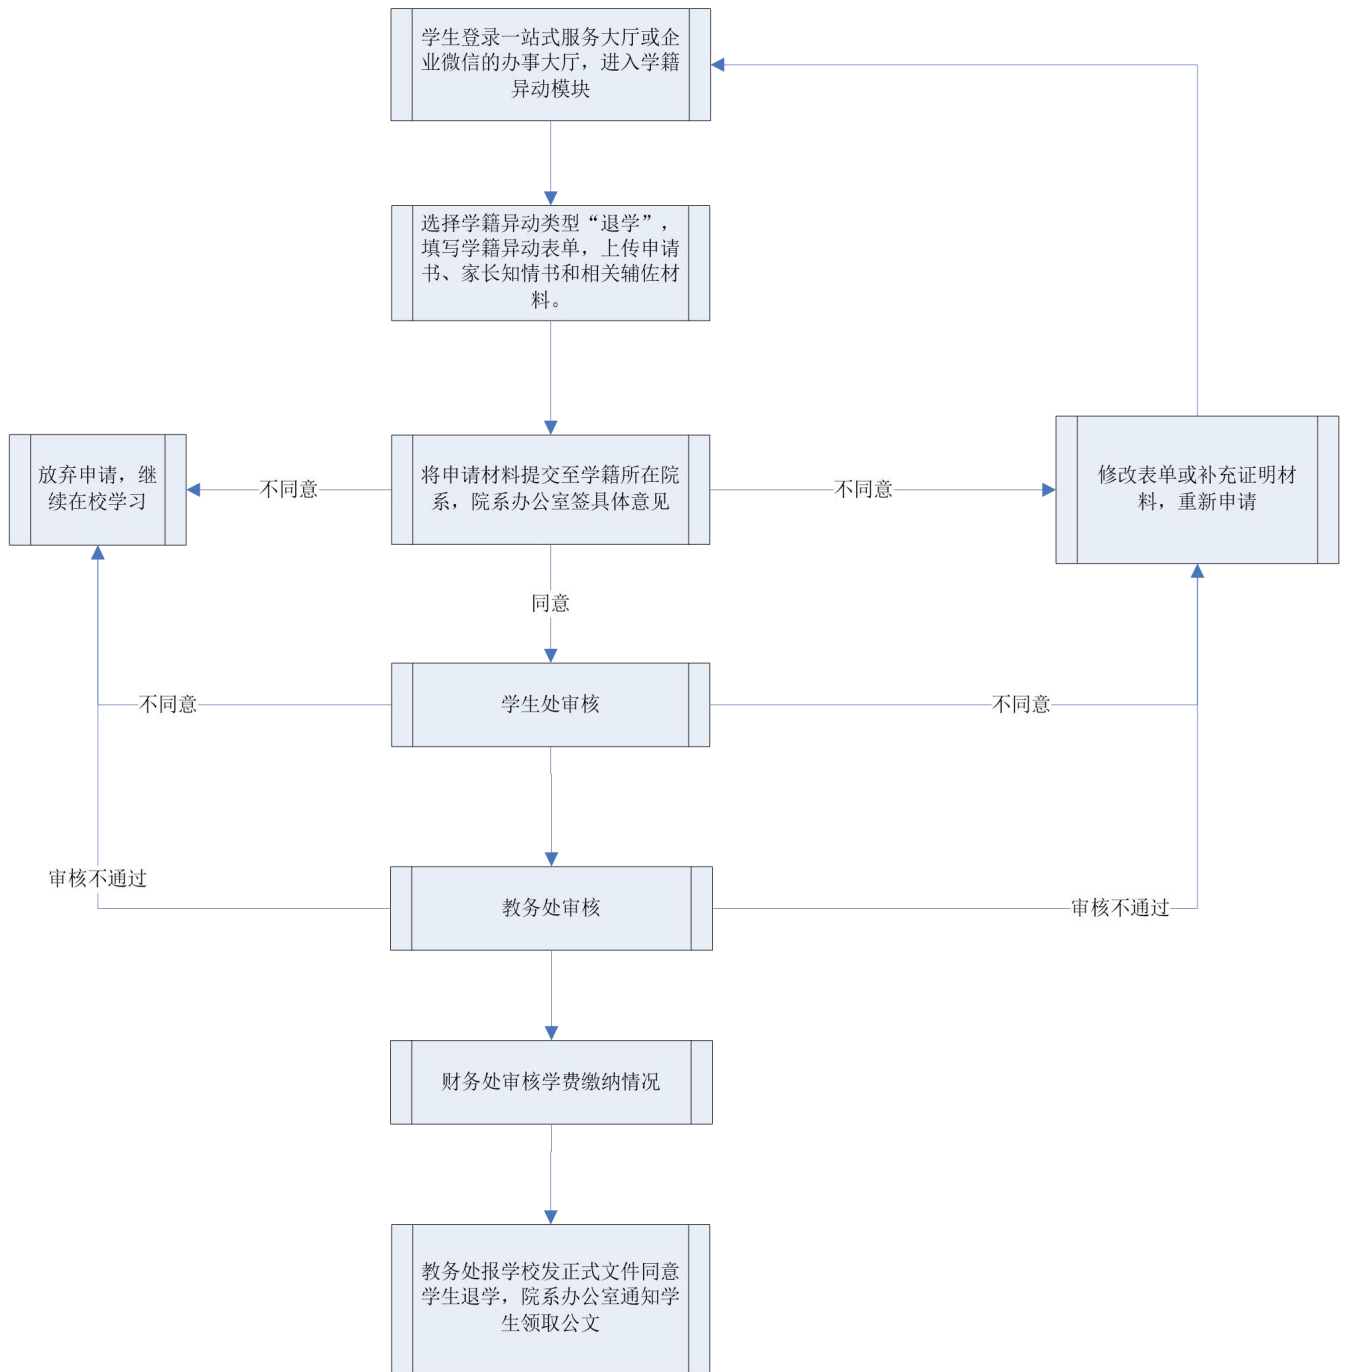 学生登录一站式服务大厅或企
业微信的办事大厅，进入学籍
异动模块
选择学籍异动类型“退学”，
填写学籍异动表单，上传申请
书、家长知情书和相关辅佐材
料。
放弃申请，继
续在校学习
不同意
将申请材料提交至学籍所在院
系，院系办公室签具体意见
不同意
修改表单或补充证明材
料，重新申请
同意
不同意
学生处审核
不同意
审核不通过
教务处审核
审核不通过
财务处审核学费缴纳情况
教务处报学校发正式文件同意
学生退学，院系办公室通知学
生领取公文